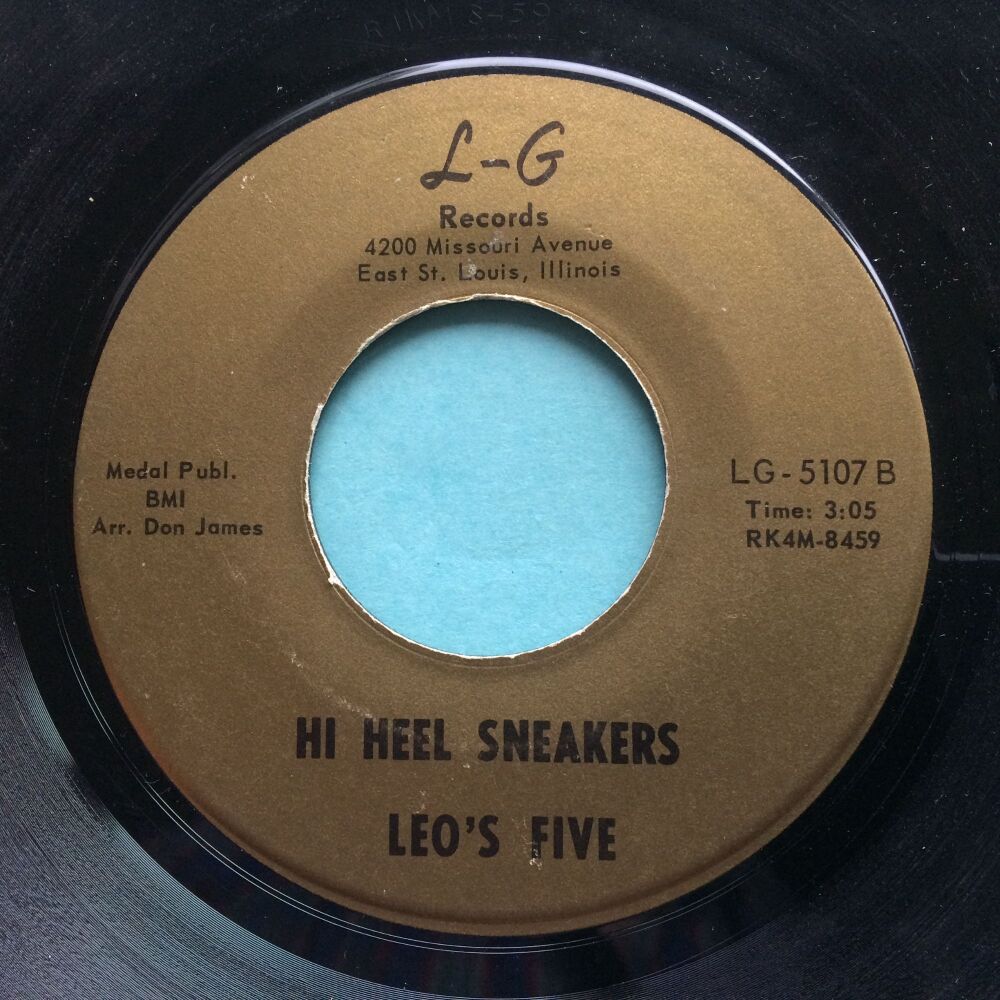 L-G
Records
4200 Missouri Avenue
East St. Louis, Illinois
Medal Publ.
BMI
Arr. Don James
LG-5107 B
Time: 3:05
RK4M-8459
HI HEEL SNEAKERS
LEO'S FIVE